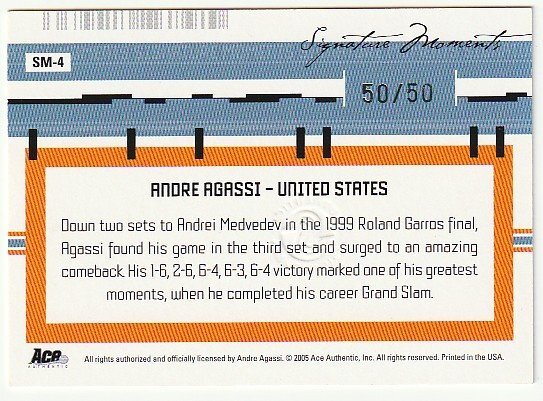 Signature Moments
SM-4
50/50
ANDRE AGASSI – UNITED STATES
Down two sets to Andrei Medvedev in the 1999 Roland Garros final,
Agassi found his game in the third set and surged to an amazing
comeback. His 1-6, 2-6, 6-4, 6-3, 6-4 victory marked one of his greatest
moments, when he completed his career Grand Slam.
Ace
AUTHENTIC
All rights authorized and officially licensed by Andre Agassi. © 2005 Ace Authentic, Inc. All rights reserved. Printed in the USA.